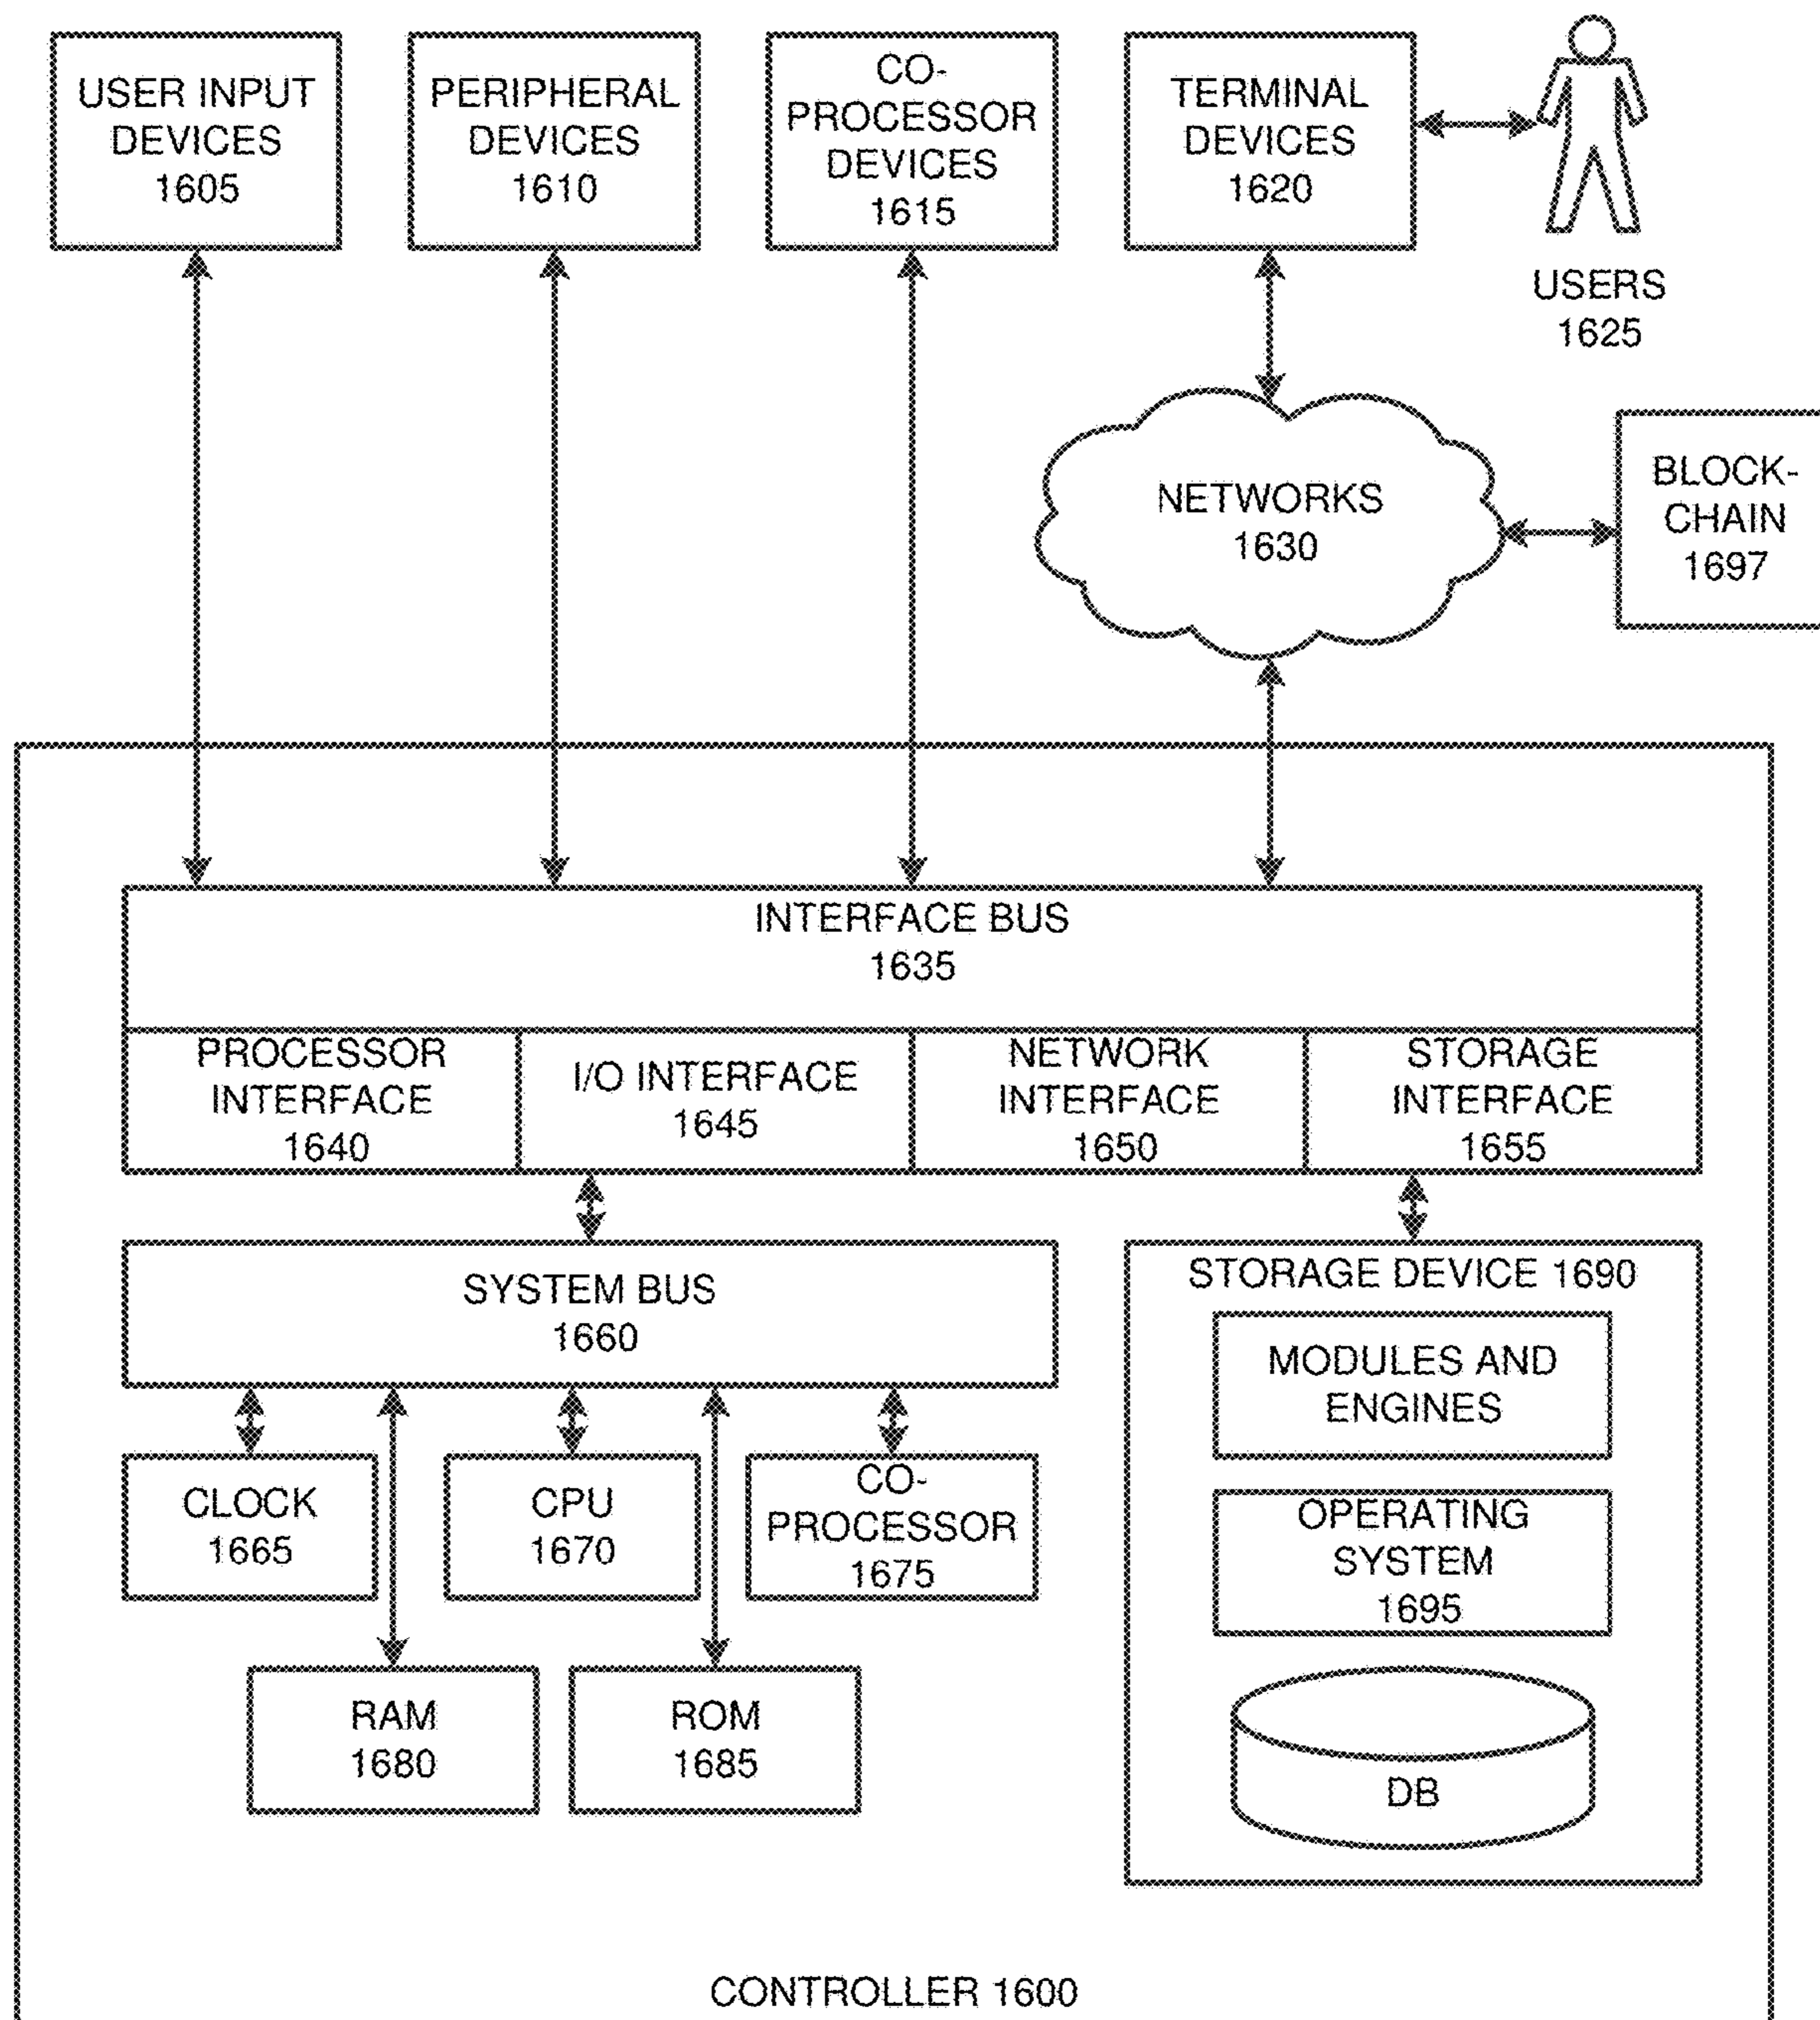 USER INPUT
DEVICES
1605
PERIPHERAL
DEVICES
1610
CO-
PROCESSOR
DEVICES
1615
TERMINAL
DEVICES
1620
USERS
1625
NETWORKS
1630
BLOCK-
CHAIN
1697
INTERFACE BUS
1635
PROCESSOR
INTERFACE
1640
I/O INTERFACE
1645
NETWORK
INTERFACE
1650
STORAGE
INTERFACE
1655
SYSTEM BUS
1660
STORAGE DEVICE 1690
MODULES AND
ENGINES
OPERATING
SYSTEM
1695
DB
CLOCK
1665
CPU
1670
CO-
PROCESSOR
1675
RAM
1680
ROM
1685
CONTROLLER 1600